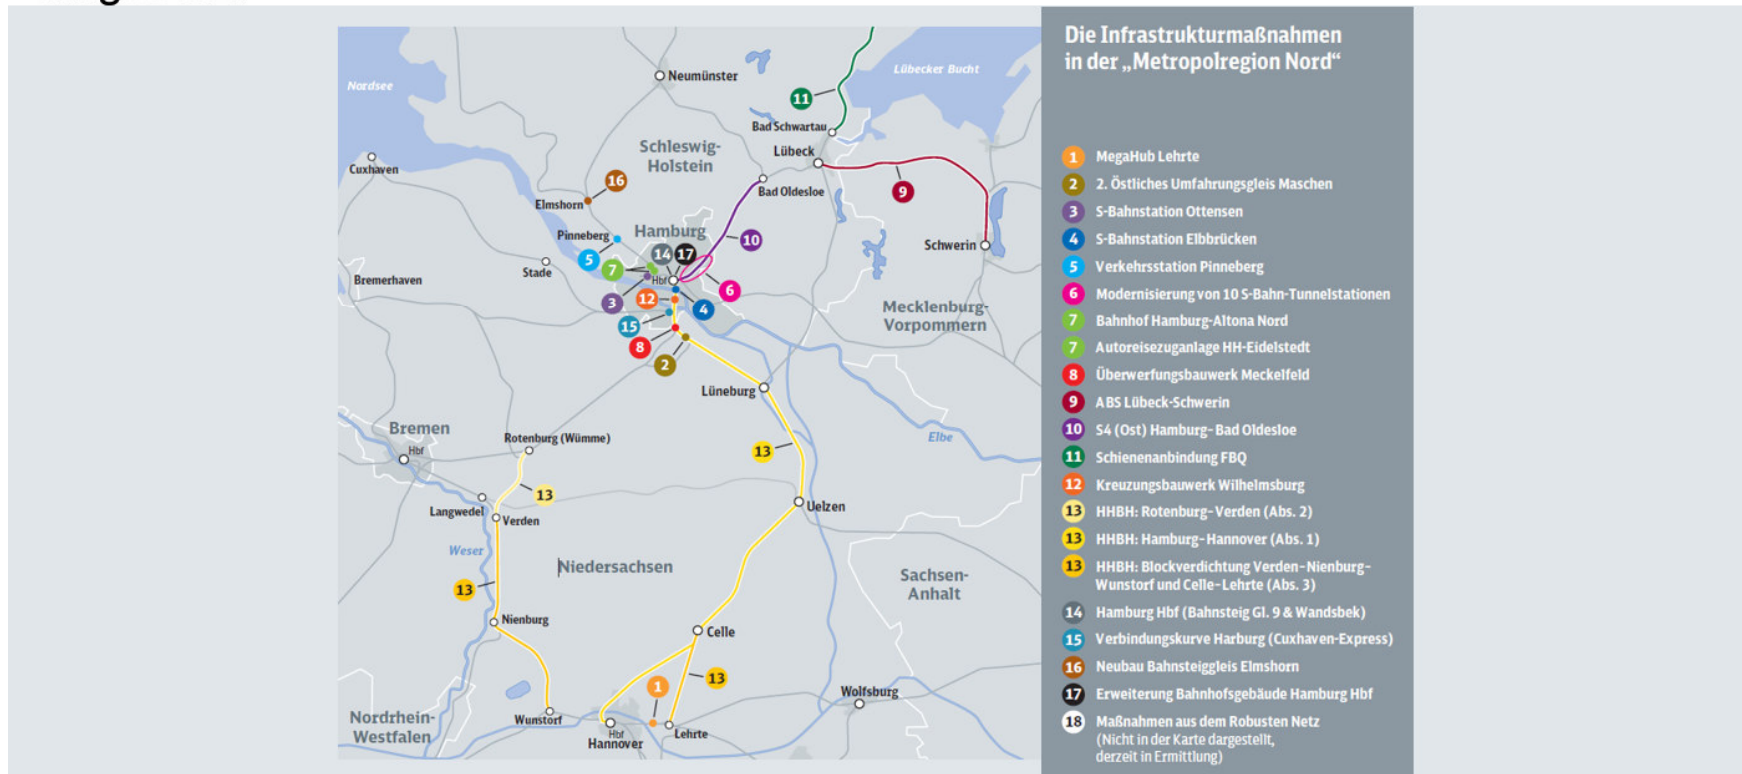 Nordsee
Neumünster
Lübecker Bucht
11
Bad Schwartau
Schleswig-
Holstein
Lübeck
Cuxhaven
16
Bad Oldesloe
9
Elmshorn
Pinneberg
Hamburg
10
Schwerin
14
17
5
Stade
7
Hbf
Bremerhaven
6
3
12
4
Mecklenburg-
Vorpommern
15
8
2
Lüneburg
Bremen
Hbf
Rotenburg (Wümme)
Elbe
13
13
Langwedel
Verden
Uelzen
Weser
Niedersachsen
Sachsen-
Anhalt
13
Nienburg
Celle
13
1
Wolfsburg
Nordrhein-
Westfalen
Wunstorf
Hbf
Hannover
Lehrte
Die Infrastrukturmaßnahmen
in der „Metropolregion Nord“
1 MegaHub Lehrte
2 2. Östliches Umfahrungsgleis Maschen
3 S-Bahnstation Ottensen
4 S-Bahnstation Elbbrücken
5 Verkehrsstation Pinneberg
6 Modernisierung von 10 S-Bahn-Tunnelstationen
7 Bahnhof Hamburg-Altona Nord
7 Autoreisezuganlage HH-Eidelstedt
8 Überwerfungsbauwerk Meckelfeld
9 ABS Lübeck-Schwerin
10 S4 (Ost) Hamburg-Bad Oldesloe
11 Schienenanbindung FBQ
12 Kreuzungsbauwerk Wilhelmsburg
13 HHBH: Rotenburg-Verden (Abs. 2)
13 HHBH: Hamburg-Hannover (Abs. 1)
13 HHBH: Blockverdichtung Verden-Nienburg-
Wunstorf und Celle-Lehrte (Abs. 3)
14 Hamburg Hbf (Bahnsteig Gl. 9 & Wandsbek)
15 Verbindungskurve Harburg (Cuxhaven-Express)
16 Neubau Bahnsteiggleis Elmshorn
17 Erweiterung Bahnhofsgebäude Hamburg Hbf
18 Maßnahmen aus dem Robusten Netz
(Nicht in der Karte dargestellt,
derzeit in Ermittlung)